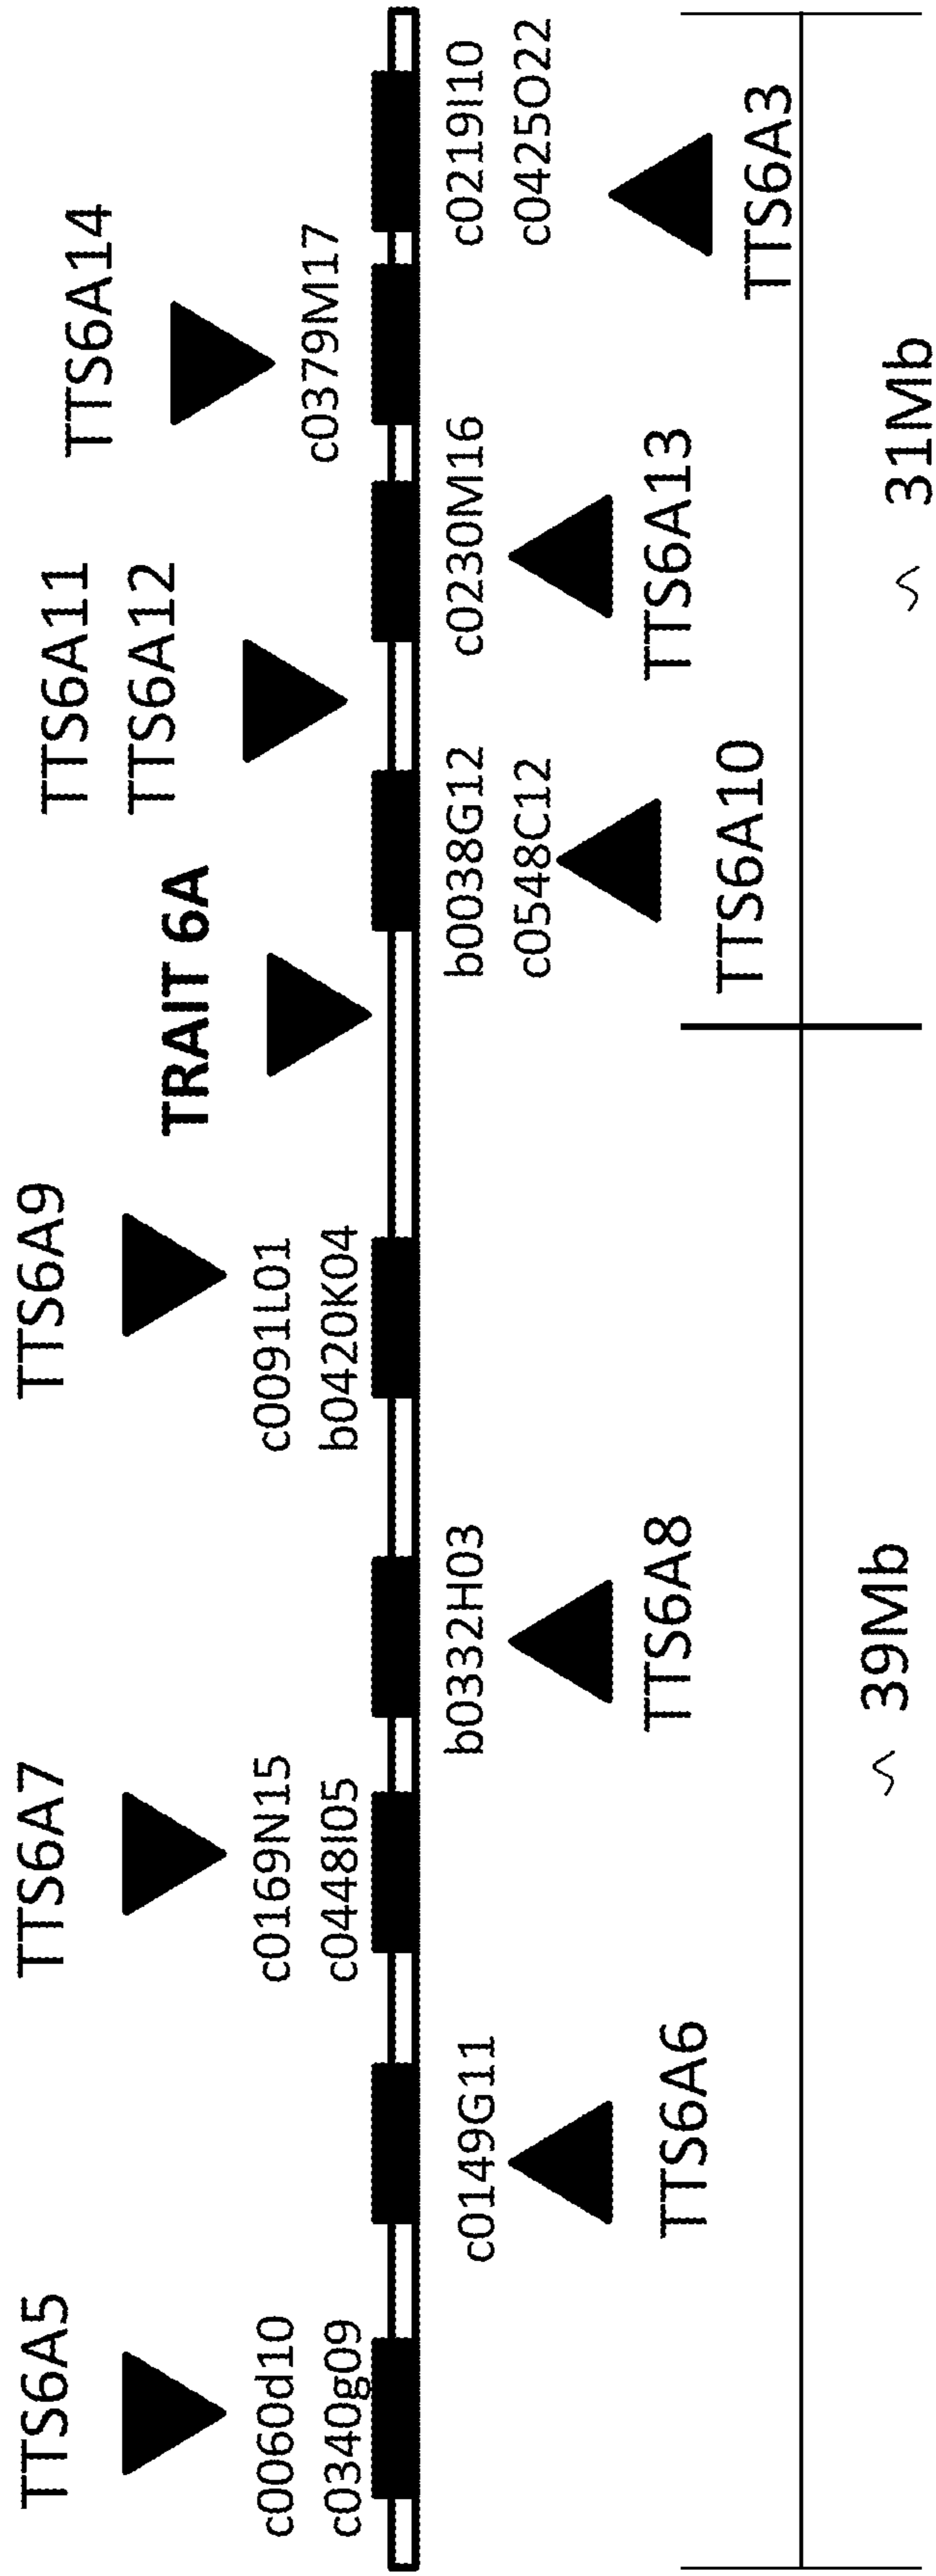 TTS6A5
c0060d10
c0340g09
c0149G11
TTS6A6
TTS6A7
c0169N15
c0448I05
b0332H03
TTS6A8
TTS6A9
c0091L01
b0420K04
TRAIT 6A
b0038G12
c0548C12
TTS6A10
TTS6A11
TTS6A12
c0230M16
TTS6A13
TTS6A14
c0379M17
c0219I10
c0425O22
TTS6A3
~ 39Mb
~ 31Mb